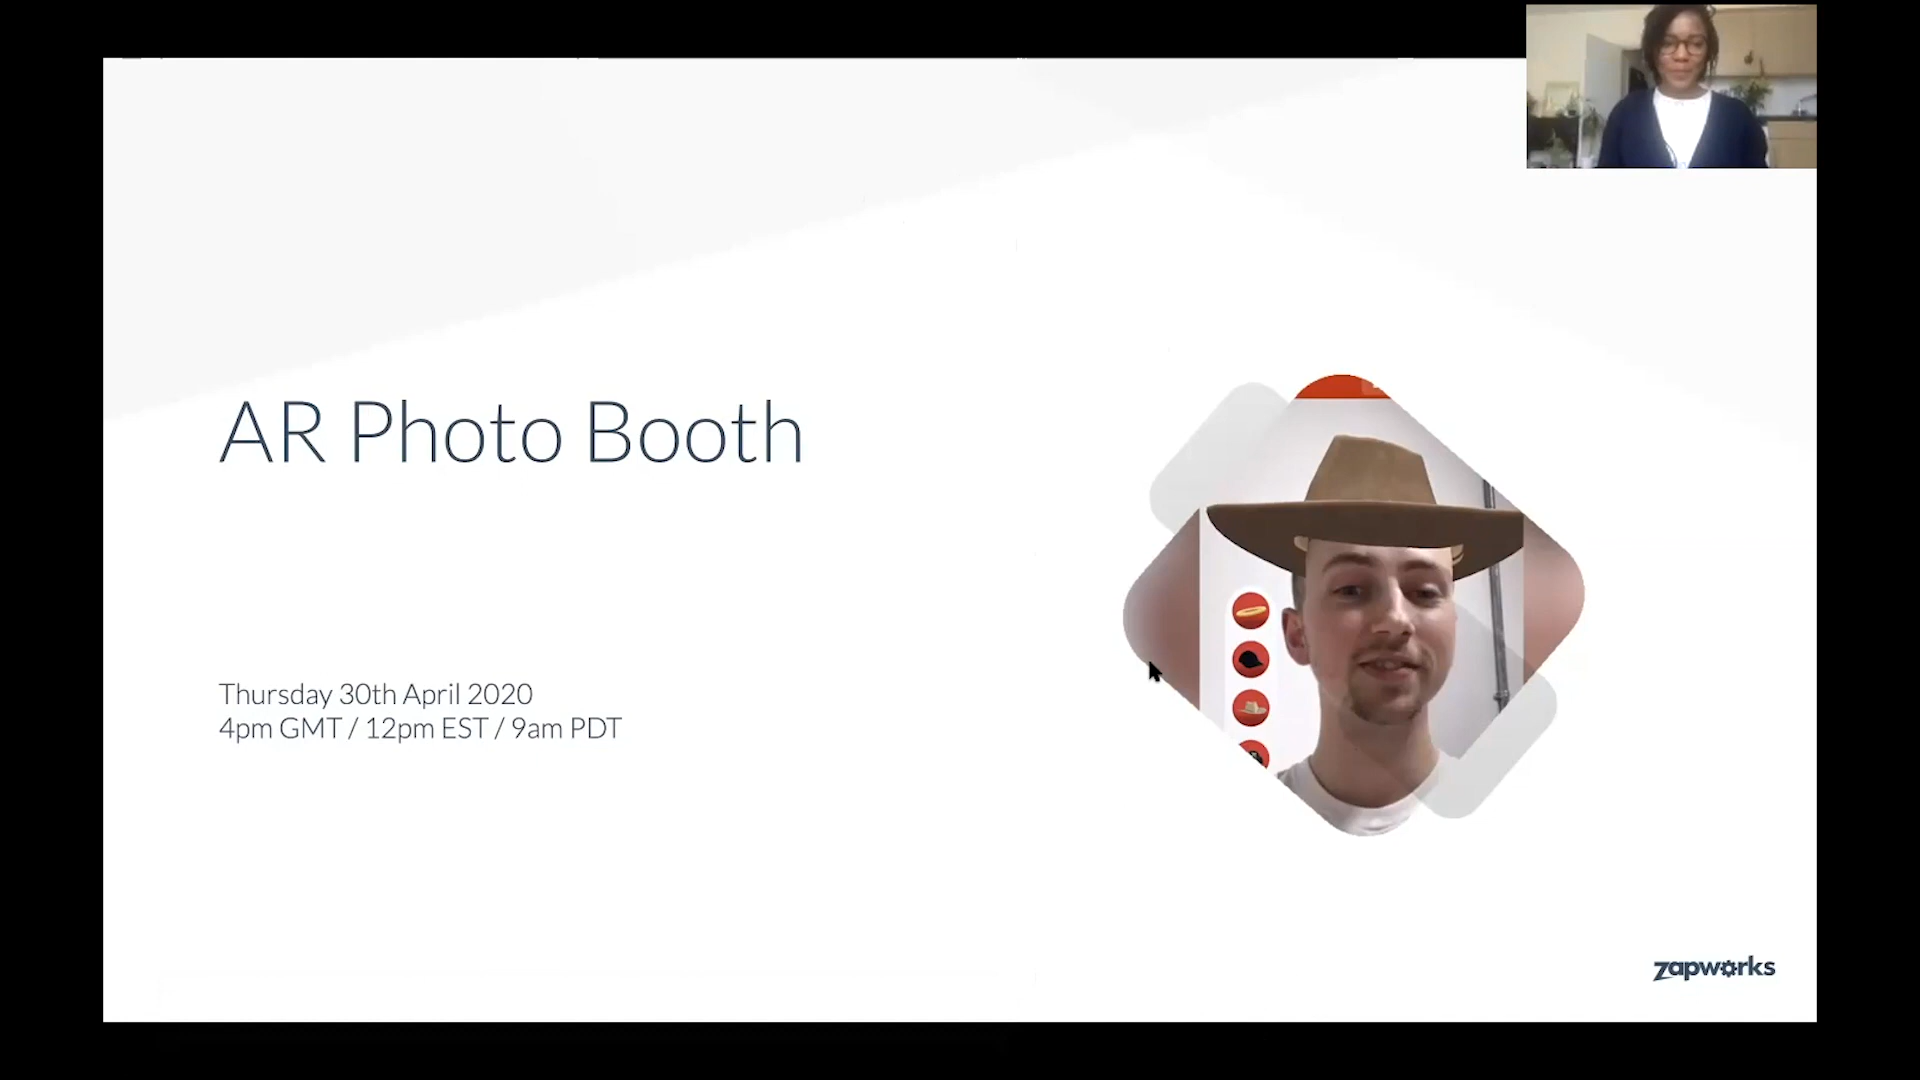 AR Photo Booth
Thursday 30th April 2020
4pm GMT / 12pm EST / 9am PDT
zapworks